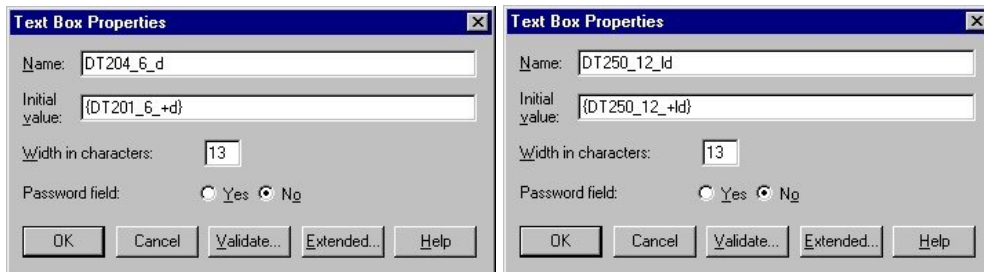 Text Box Properties
Name: DT204_6_d
Initial value: {DT201_6_+d}
Width in characters: 13
Password field: Yes No
OK Cancel Validate... Extended... Help
Text Box Properties
Name: DT250_12_ld
Initial value: {DT250_12_+ld}
Width in characters: 13
Password field: Yes No
OK Cancel Validate... Extended... Help